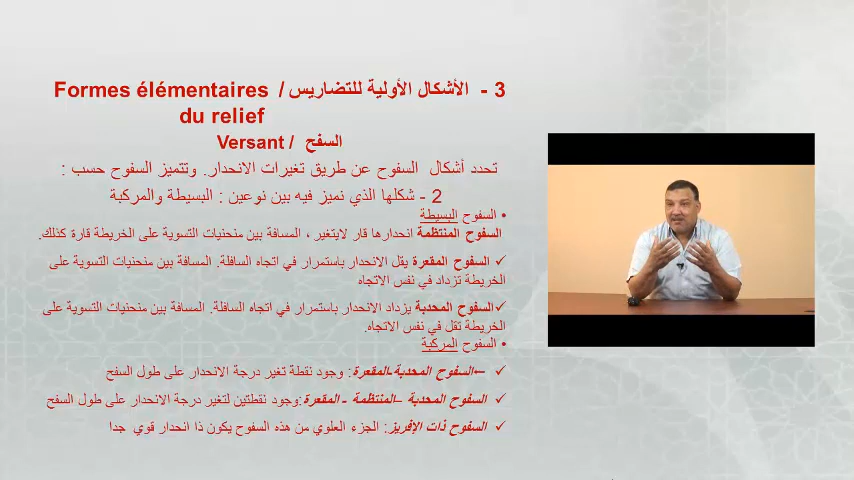 3 - الأشكال الأولية للتضاريس / Formes élémentaires
du relief
السفح / Versant
تحدد أشكال السفوح عن طريق تغيرات الانحدار. وتتميز السفوح حسب :
2 - شكلها الذي نميز فيه بين نوعين : البسيطة والمركبة
• السفوح البسيطة
السفوح المنتظمة انحدارها قار لايتغير ، المسافة بين منحنيات التسوية على الخريطة قارة كذلك.
✓ السفوح المقعرة يقل الانحدار باستمرار في اتجاه السافلة. المسافة بين منحنيات التسوية على
الخريطة تزداد في نفس الاتجاه
✓ السفوح المحدبة يزداد الانحدار باستمرار في اتجاه السافلة. المسافة بين منحنيات التسوية على
الخريطة تقل في نفس الاتجاه.
• السفوح المركبة
✓ ←السفوح المحدبة-المقعرة: وجود نقطة تغير درجة الانحدار على طول السفح
✓ السفوح المحدبة –المنتظمة - المقعرة:وجود نقطتين لتغير درجة الانحدار على طول السفح
✓ السفوح ذات الإفريز: الجزء العلوي من هذه السفوح يكون ذا انحدار قوي جدا